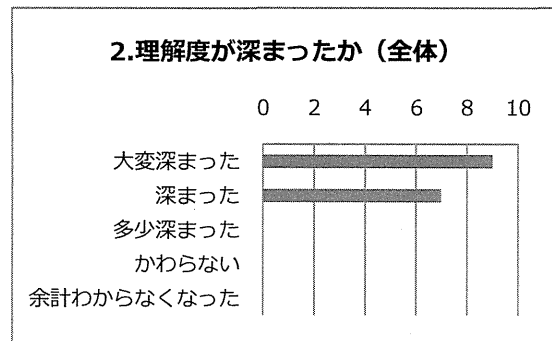 2.理解度が深まったか（全体）
0 2 4 6 8 10
大変深まった
深まった
多少深まった
かわらない
余計わからなくなった